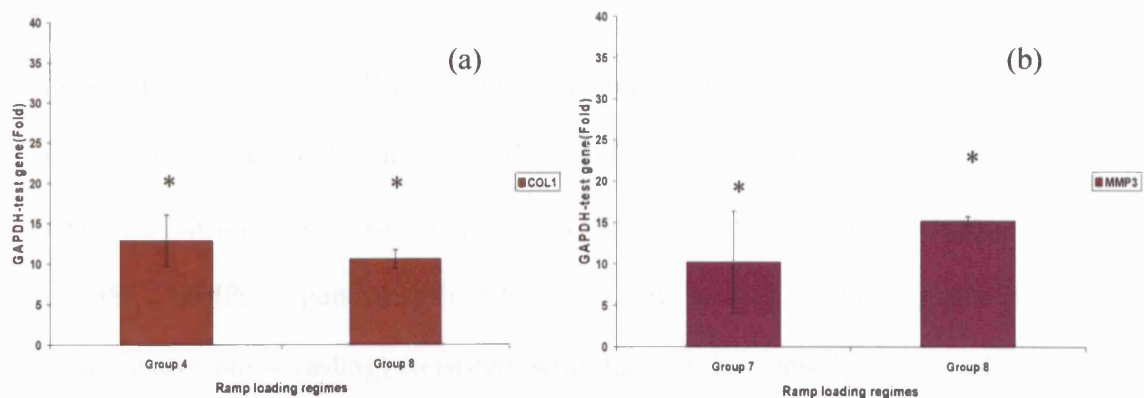 (a)
GAPDH-test gene(Fold)
40
35
30
25
20
15
10
5
0
*
*
COL1
Group 4
Group 8
Ramp loading regimes
(b)
GAPDH-test gene(Fold)
40
35
30
25
20
15
10
5
0
*
*
MMP3
Group 7
Group 8
Ramp loading regimes